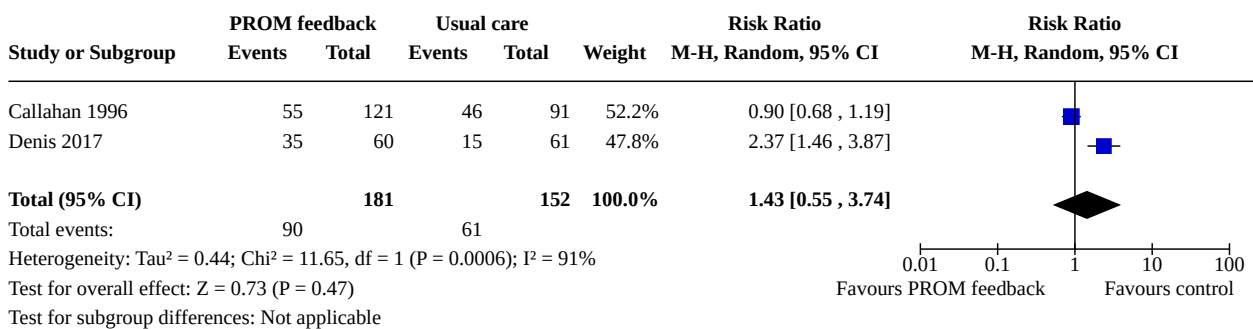 PROM feedback Usual care Risk Ratio Risk Ratio
Study or Subgroup Events Total Events Total Weight M-H, Random, 95% CI M-H, Random, 95% CI
Callahan 1996 55 121 46 91 52.2% 0.90 [0.68 , 1.19]
Denis 2017 35 60 15 61 47.8% 2.37 [1.46 , 3.87]
Total (95% CI) 181 152 100.0% 1.43 [0.55 , 3.74]
Total events: 90 61
Heterogeneity: Tau² = 0.44; Chi² = 11.65, df = 1 (P = 0.0006); I² = 91%
0.01 0.1 1 10 100
Test for overall effect: Z = 0.73 (P = 0.47)
Favours PROM feedback Favours control
Test for subgroup differences: Not applicable